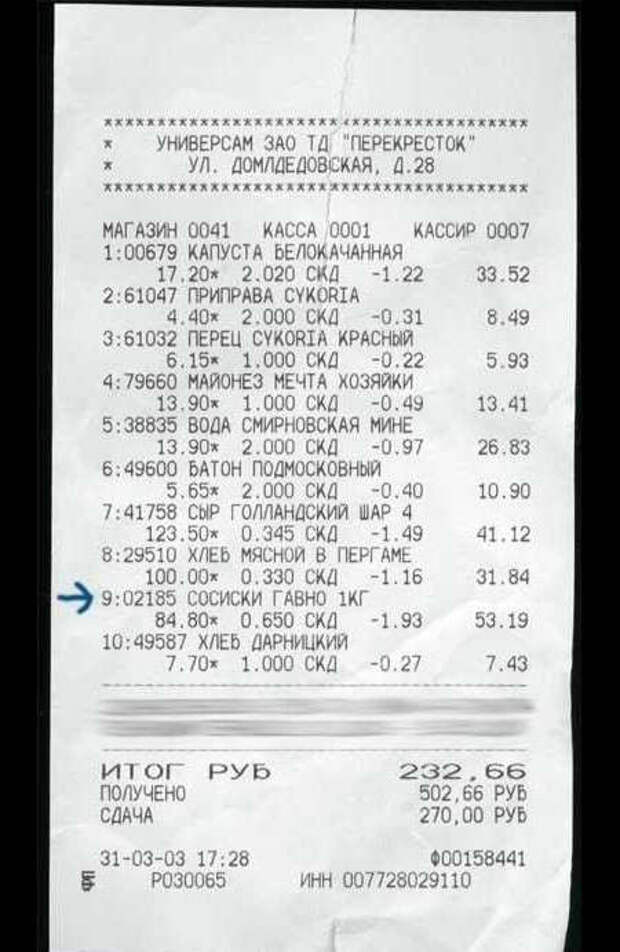 ****************************************
* УНИВЕРСАМ ЗАО ТД "ПЕРЕКРЕСТОК"
* УЛ. ДОМЛДЕДОВСКАЯ, Д.28
****************************************
МАГАЗИН 0041 КАССА 0001 КАССИР 0007
1:00679 КАПУСТА БЕЛОКАЧАННАЯ
17.20* 2.020 СКД -1.22 33.52
2:61047 ПРИПРАВА CYKORIA
4.40* 2.000 СКД -0.31 8.49
3:61032 ПЕРЕЦ CYKORIA КРАСНЫЙ
6.15* 1.000 СКД -0.22 5.93
4:79660 МАЙОНЕЗ МЕЧТА ХОЗЯЙКИ
13.90* 1.000 СКД -0.49 13.41
5:38835 ВОДА СМИРНОВСКАЯ МИНЕ
13.90* 2.000 СКД -0.97 26.83
6:49600 БАТОН ПОДМОСКОВНЫЙ
5.65* 2.000 СКД -0.40 10.90
7:41758 СЫР ГОЛЛАНДСКИЙ ШАР 4
123.50* 0.345 СКД -1.49 41.12
8:29510 ХЛЕБ МЯСНОЙ В ПЕРГАМЕ
100.00* 0.330 СКД -1.16 31.84
9:02185 СОСИСКИ ГАВНО 1КГ
84.80* 0.650 СКД -1.93 53.19
10:49587 ХЛЕБ ДАРНИЦКИЙ
7.70* 1.000 СКД -0.27 7.43
ИТОГ РУБ 232,66
ПОЛУЧЕНО 502,66 РУБ
СДАЧА 270,00 РУБ
31-03-03 17:28 Ф00158441
Р030065 ИНН 007728029110